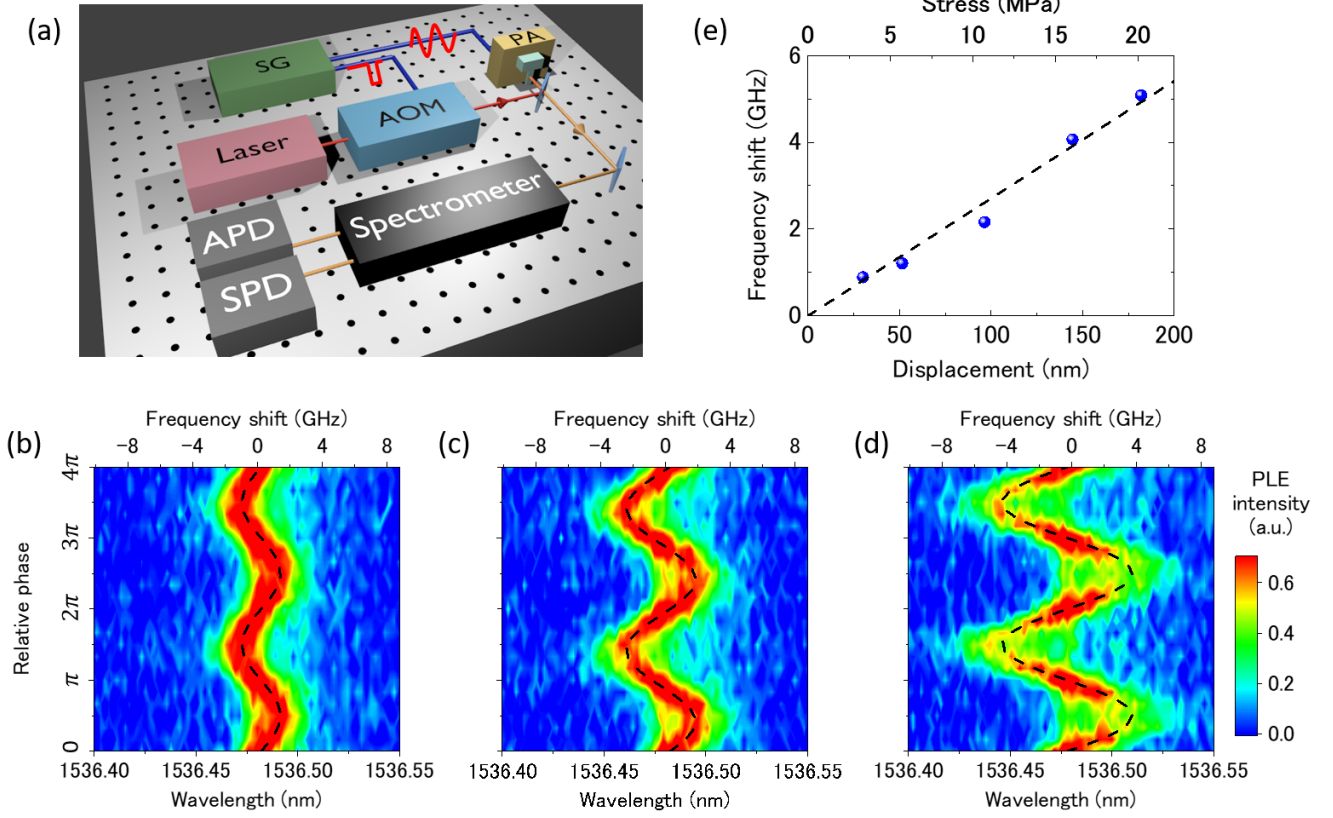 (a)
SG
PA
AOM
Laser
Spectrometer
APD
SPD
(e)
Stress (MPa)
0 5 10 15 20
Frequency shift (GHz)
6
4
2
0
0 50 100 150 200
Displacement (nm)
(b)
Frequency shift (GHz)
−8 −4 0 4 8
Relative phase
4π
3π
2π
π
0
1536.40 1536.45 1536.50 1536.55
Wavelength (nm)
(c)
Frequency shift (GHz)
−8 −4 0 4 8
1536.40 1536.45 1536.50 1536.55
Wavelength (nm)
(d)
Frequency shift (GHz)
−8 −4 0 4 8
1536.40 1536.45 1536.50 1536.55
Wavelength (nm)
PLE
intensity
(a.u.)
0.6
0.4
0.2
0.0